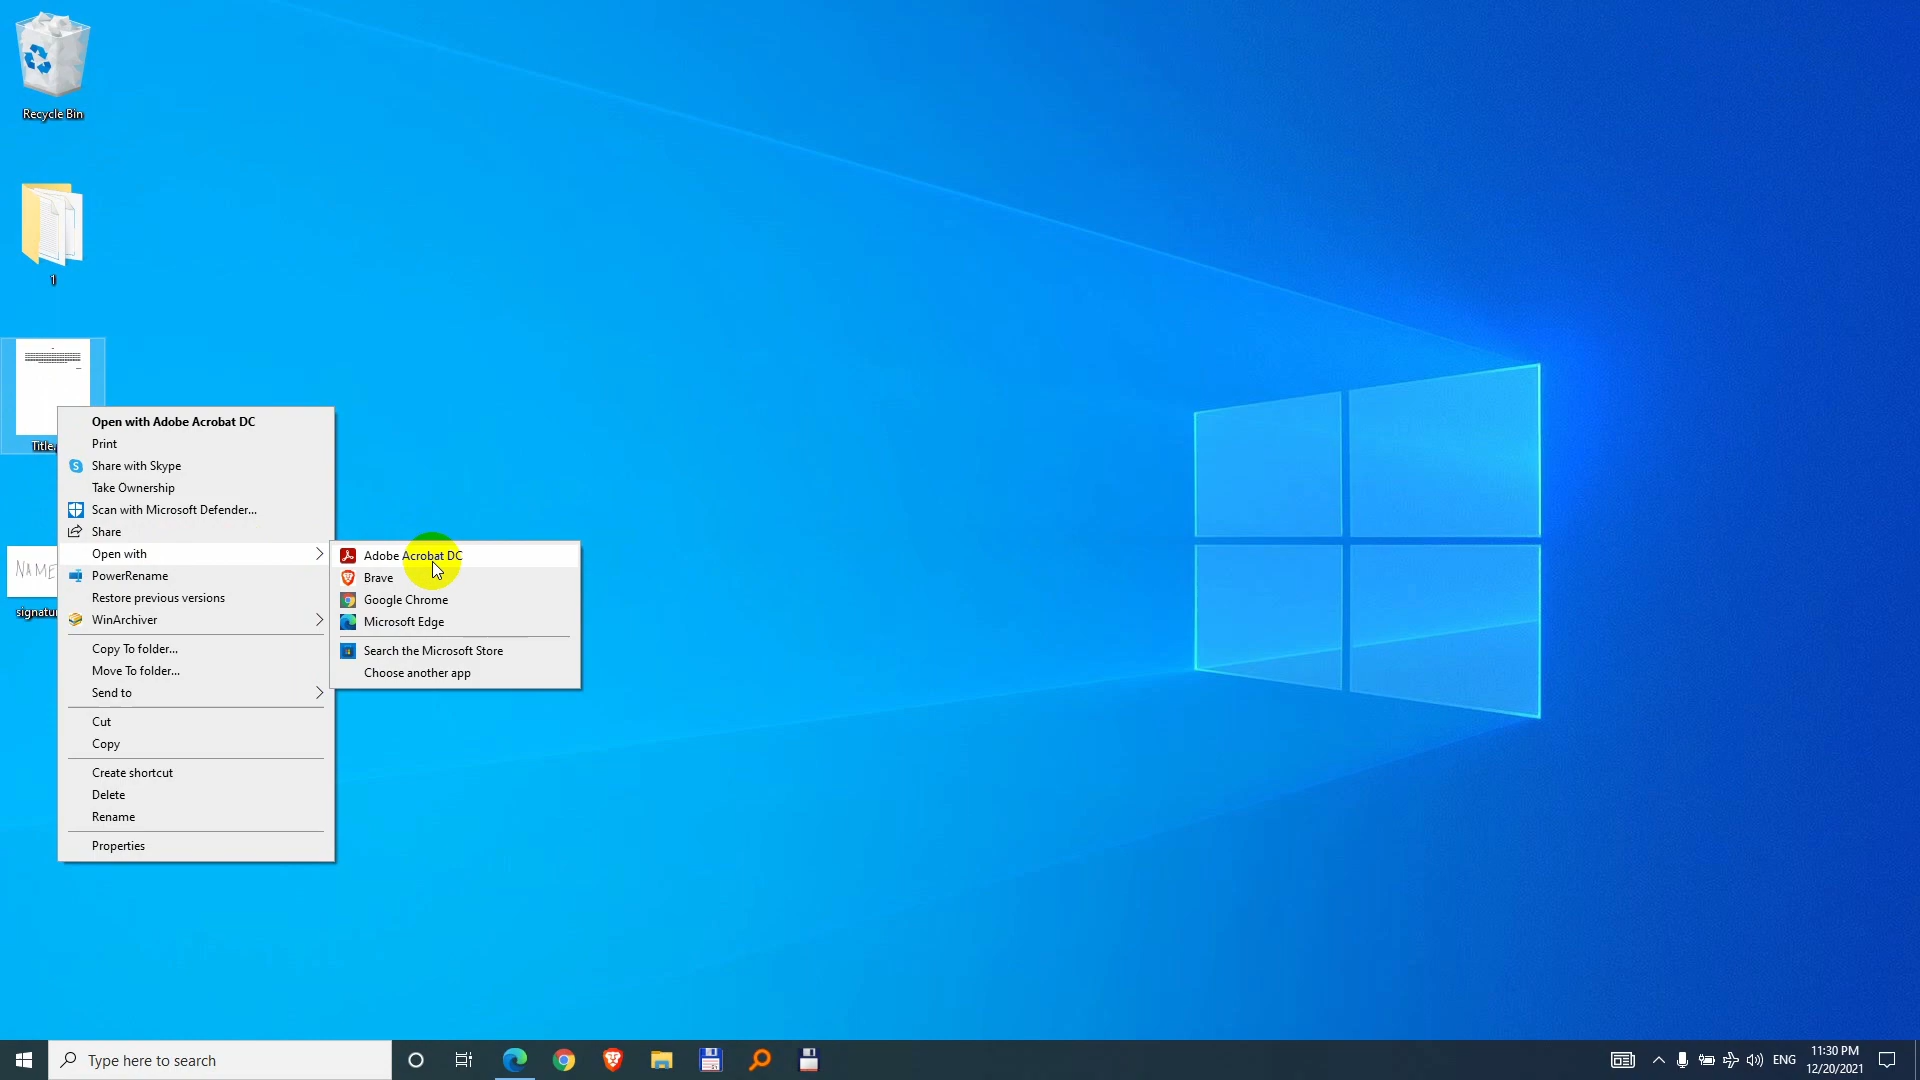 Recycle Bin
1
Title.
NAME
signatu
Open with Adobe Acrobat DC
Print
Share with Skype
Take Ownership
Scan with Microsoft Defender...
Share
Open with
PowerRename
Restore previous versions
WinArchiver
Copy To folder...
Move To folder...
Send to
Cut
Copy
Create shortcut
Delete
Rename
Properties
Adobe Acrobat DC
Brave
Google Chrome
Microsoft Edge
Search the Microsoft Store
Choose another app
Type here to search
ENG
11:30 PM
12/20/2021